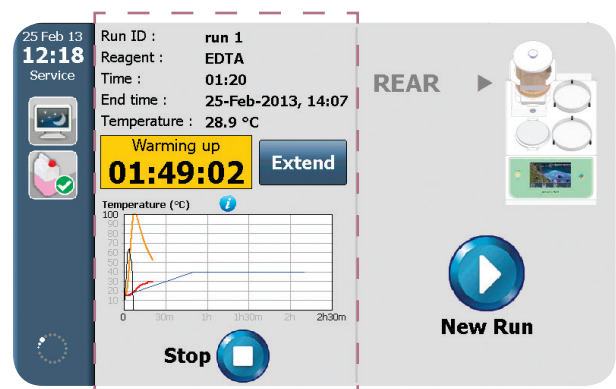 25 Feb 13
12:18
Service
Run ID : run 1
Reagent : EDTA
Time : 01:20
End time : 25-Feb-2013, 14:07
Temperature : 28.9 °C
Warming up
01:49:02
Extend
Temperature (°C)
i
100
90
80
70
60
50
40
30
20
10
0 30m 1h 1h30m 2h 2h30m
Stop
REAR
New Run